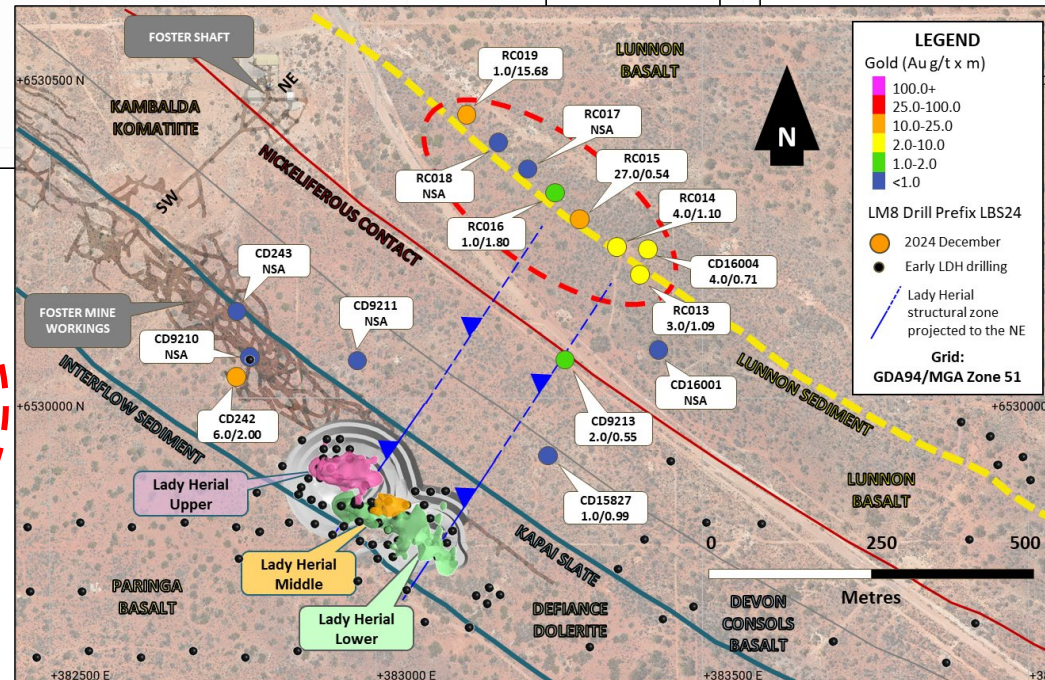 FOSTER SHAFT
+6530500 N
NE
KAMBALDA
KOMATIITE
SW
NICKELIFEROUS CONTACT
LUNNON
BASALT
RC019
1.0/15.68
RC017
NSA
RC018
NSA
RC015
27.0/0.54
RC016
1.0/1.80
RC014
4.0/1.10
CD16004
4.0/0.71
RC013
3.0/1.09
CD16001
NSA
CD243
NSA
CD9211
NSA
FOSTER MINE
WORKINGS
CD9210
NSA
CD242
6.0/2.00
CD9213
2.0/0.55
CD15827
1.0/0.99
+6530000 N
+6530000
INTERFLOW SEDIMENT
LUNNON SEDIMENT
LUNNON
BASALT
Lady Herial
Upper
Lady Herial
Middle
Lady Herial
Lower
KAPAI SLATE
PARINGA
BASALT
DEFIANCE
DOLERITE
DEVON
CONSOLS
BASALT
0 250 500
Metres
+382500 E
+383000 E
+383500 E
+38
LEGEND
Gold (Au g/t x m)
100.0+
25.0-100.0
10.0-25.0
2.0-10.0
1.0-2.0
<1.0
LM8 Drill Prefix LBS24
2024 December
Early LDH drilling
Lady Herial
structural zone
projected to the NE
Grid:
GDA94/MGA Zone 51
N